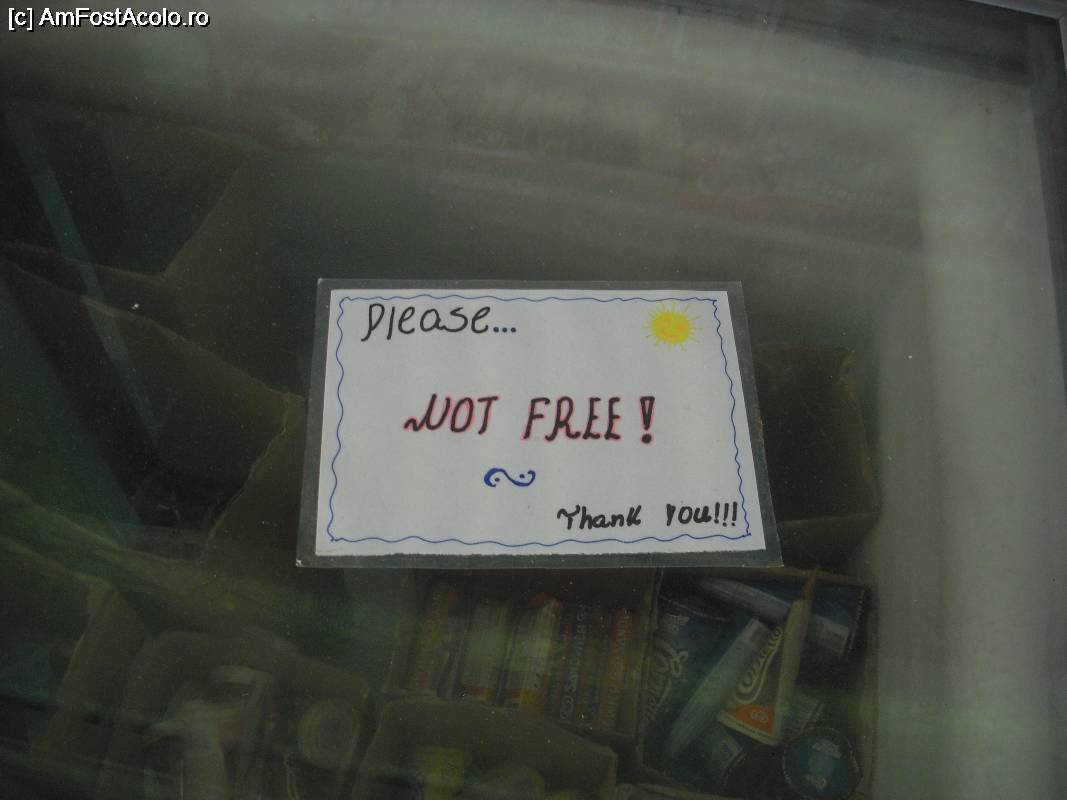 [c] AmFostAcolo.ro
Please...
NOT FREE!
Thank You!!!